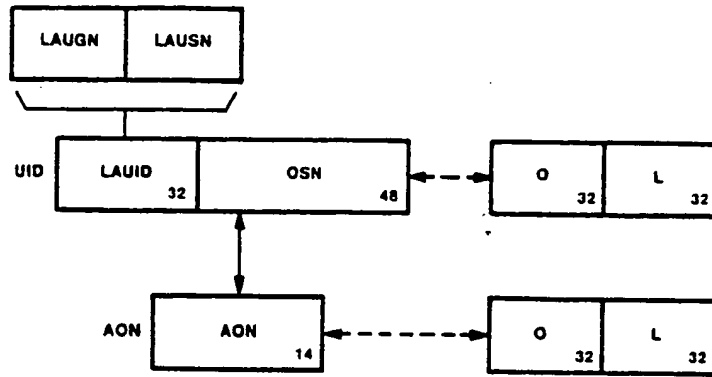 LAUGN LAUSN
UID LAUID 32 OSN 48 O 32 L 32
AON AON 14 O 32 L 32